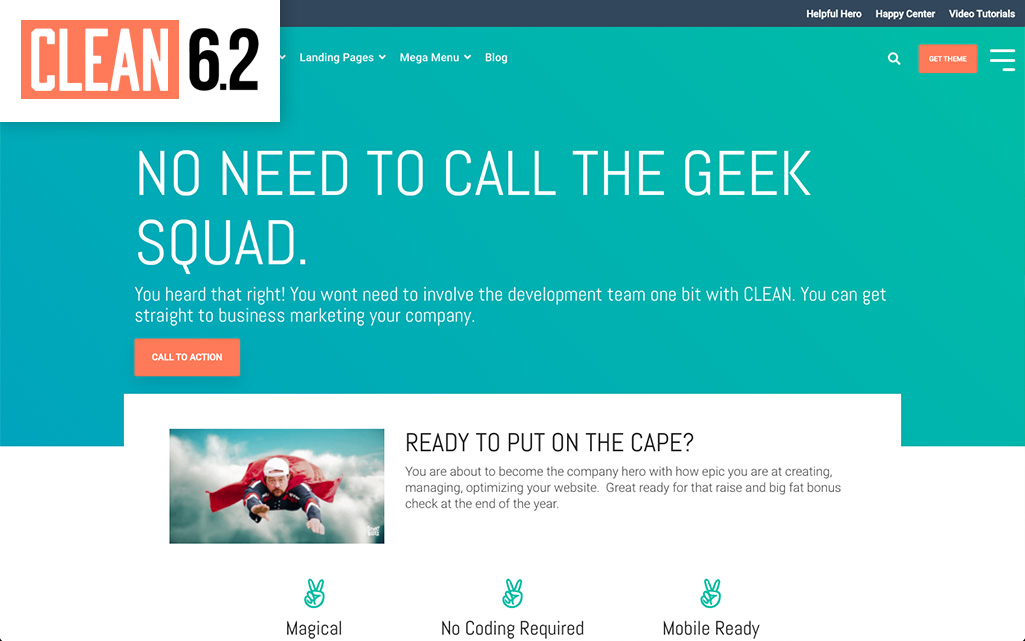 Helpful Hero Happy Center Video Tutorials
CLEAN 6.2
Landing Pages Mega Menu Blog
GET THEME
NO NEED TO CALL THE GEEK
SQUAD.
You heard that right! You wont need to involve the development team one bit with CLEAN. You can get
straight to business marketing your company.
CALL TO ACTION
READY TO PUT ON THE CAPE?
You are about to become the company hero with how epic you are at creating,
managing, optimizing your website.  Great ready for that raise and big fat bonus
check at the end of the year.
Magical No Coding Required Mobile Ready